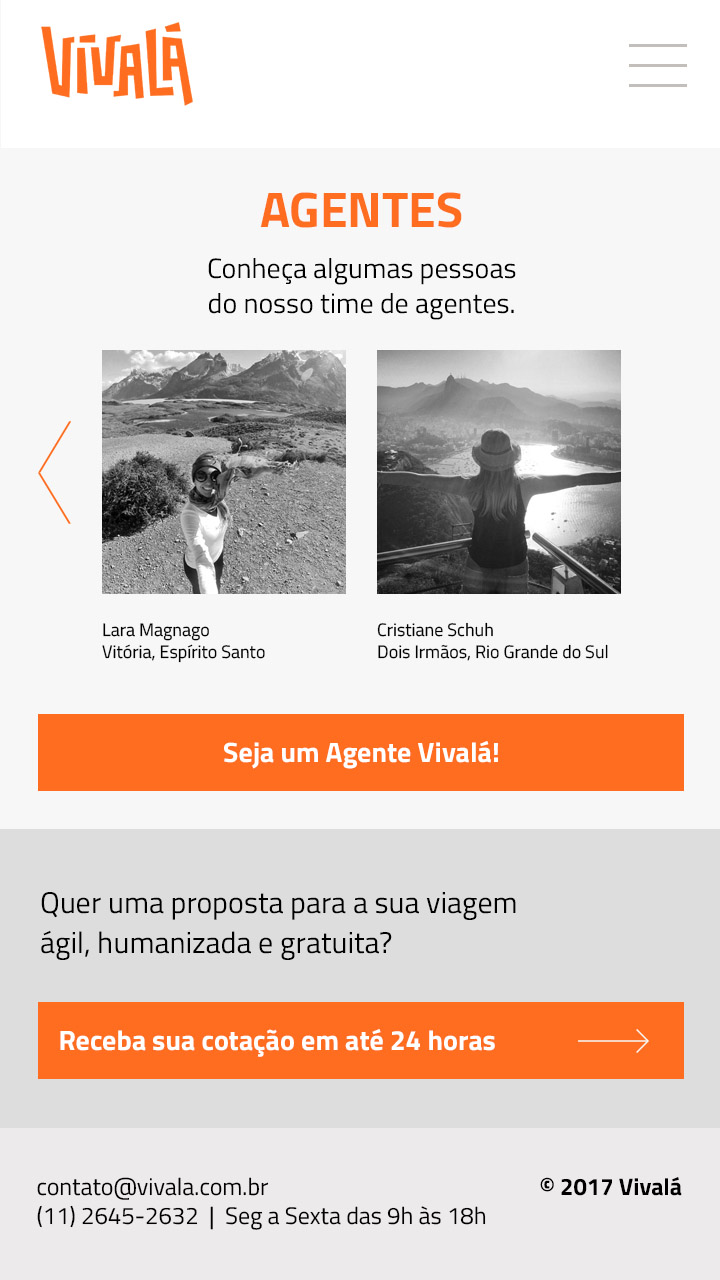 VIVALÁ
AGENTES
Conheça algumas pessoas
do nosso time de agentes.
Lara Magnago
Vitória, Espírito Santo
Cristiane Schuh
Dois Irmãos, Rio Grande do Sul
Seja um Agente Vivalá!
Quer uma proposta para a sua viagem
ágil, humanizada e gratuita?
Receba sua cotação em até 24 horas
contato@vivala.com.br
© 2017 Vivalá
(11) 2645-2632 | Seg a Sexta das 9h às 18h